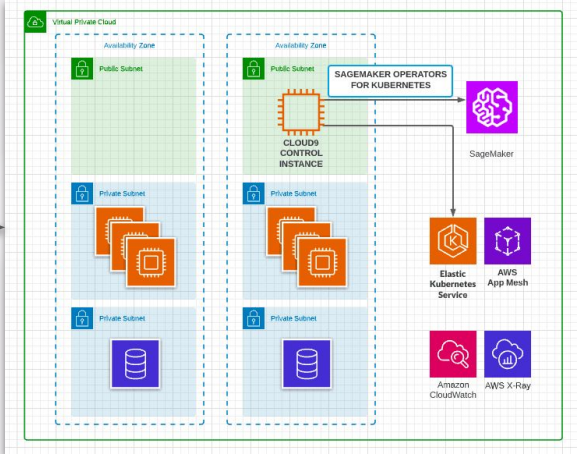 Virtual Private Cloud
Availability Zone
Availability Zone
Public Subnet
Public Subnet
SAGEMAKER OPERATORS
FOR KUBERNETES
CLOUD9
CONTROL
INSTANCE
SageMaker
Private Subnet
Private Subnet
Elastic
Kubernetes
Service
AWS
App Mesh
Private Subnet
Private Subnet
Amazon
CloudWatch
AWS X-Ray